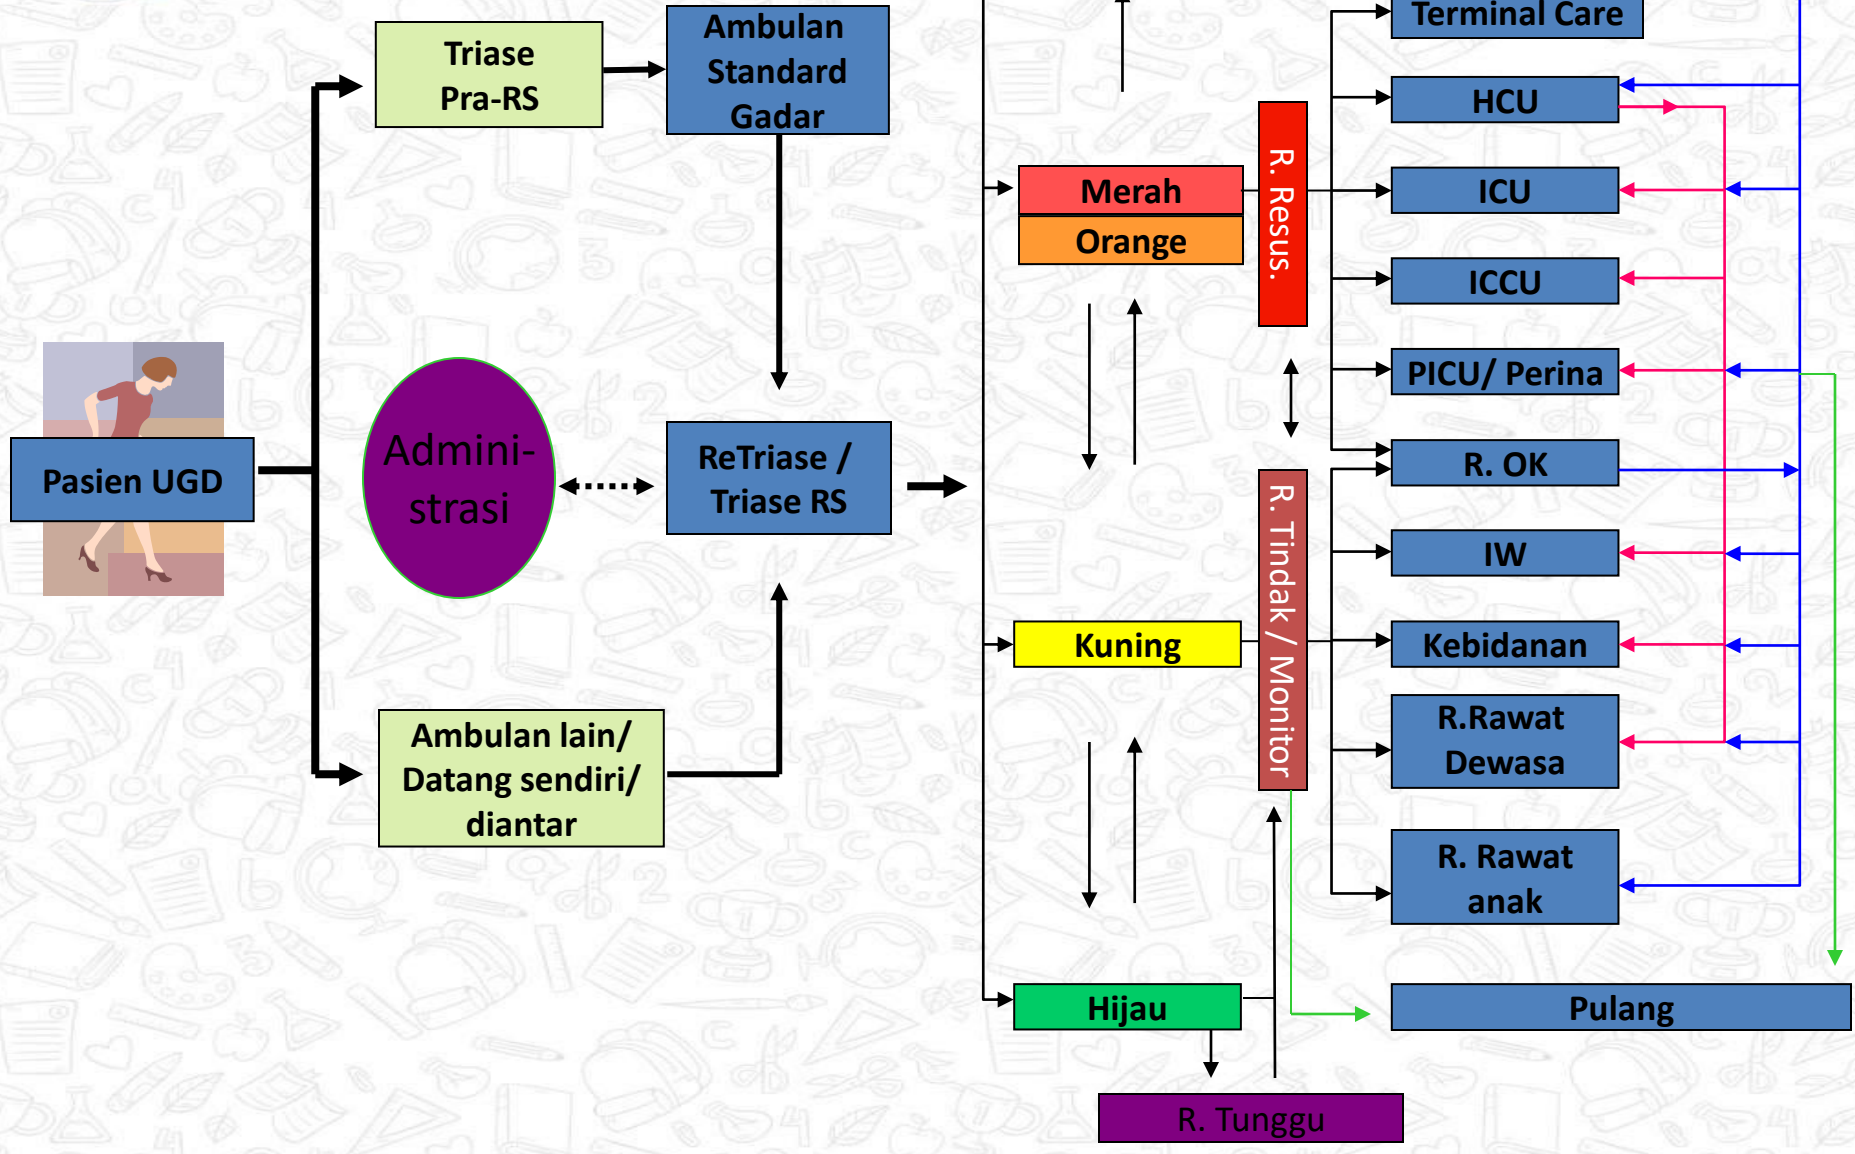 Triase
Pra-RS
Ambulan
Standard
Gadar
Pasien UGD
Admini-
strasi
ReTriase /
Triase RS
Ambulan lain/
Datang sendiri/
diantar
Merah
Orange
Kuning
Hijau
R. Tunggu
R. Resus.
R. Tindak / Monitor
Terminal Care
HCU
ICU
ICCU
PICU/ Perina
R. OK
IW
Kebidanan
R.Rawat
Dewasa
R. Rawat
anak
Pulang